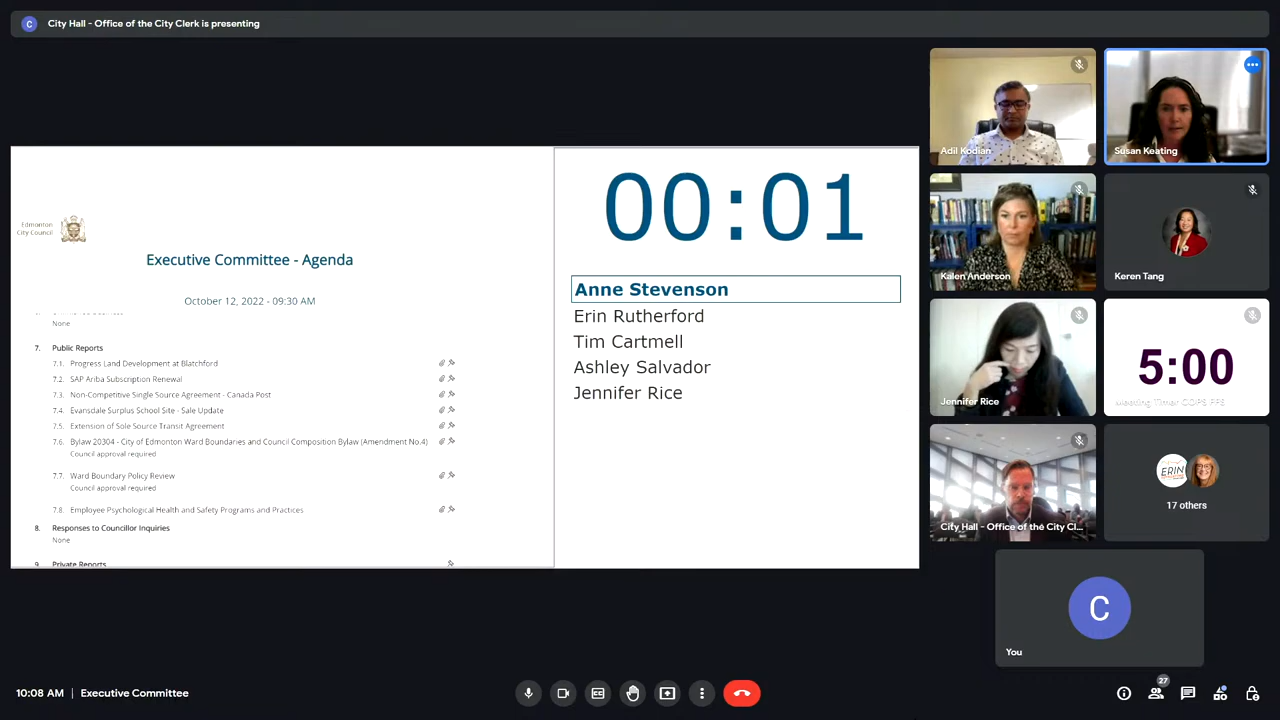 C City Hall - Office of the City Clerk is presenting
Edmonton
City Council
Executive Committee - Agenda
October 12, 2022 - 09:30 AM
None
7. Public Reports
7.1. Progress Land Development at Blatchford
7.2. SAP Ariba Subscription Renewal
7.3. Non-Competitive Single Source Agreement - Canada Post
7.4. Evansdale Surplus School Site - Sale Update
7.5. Extension of Sole Source Transit Agreement
7.6. Bylaw 20304 - City of Edmonton Ward Boundaries and Council Composition Bylaw (Amendment No.4)
Council approval required
7.7. Ward Boundary Policy Review
Council approval required
7.8. Employee Psychological Health and Safety Programs and Practices
8. Responses to Councillor Inquiries
None
9. Private Reports
00:01
Anne Stevenson
Erin Rutherford
Tim Cartmell
Ashley Salvador
Jennifer Rice
Adil Kodian
Susan Keating
Kalen Anderson
Keren Tang
Jennifer Rice
5:00
Meeting Timer
City Hall - Office of the City Cl...
ERIN
17 others
C
You
10:08 AM | Executive Committee
27